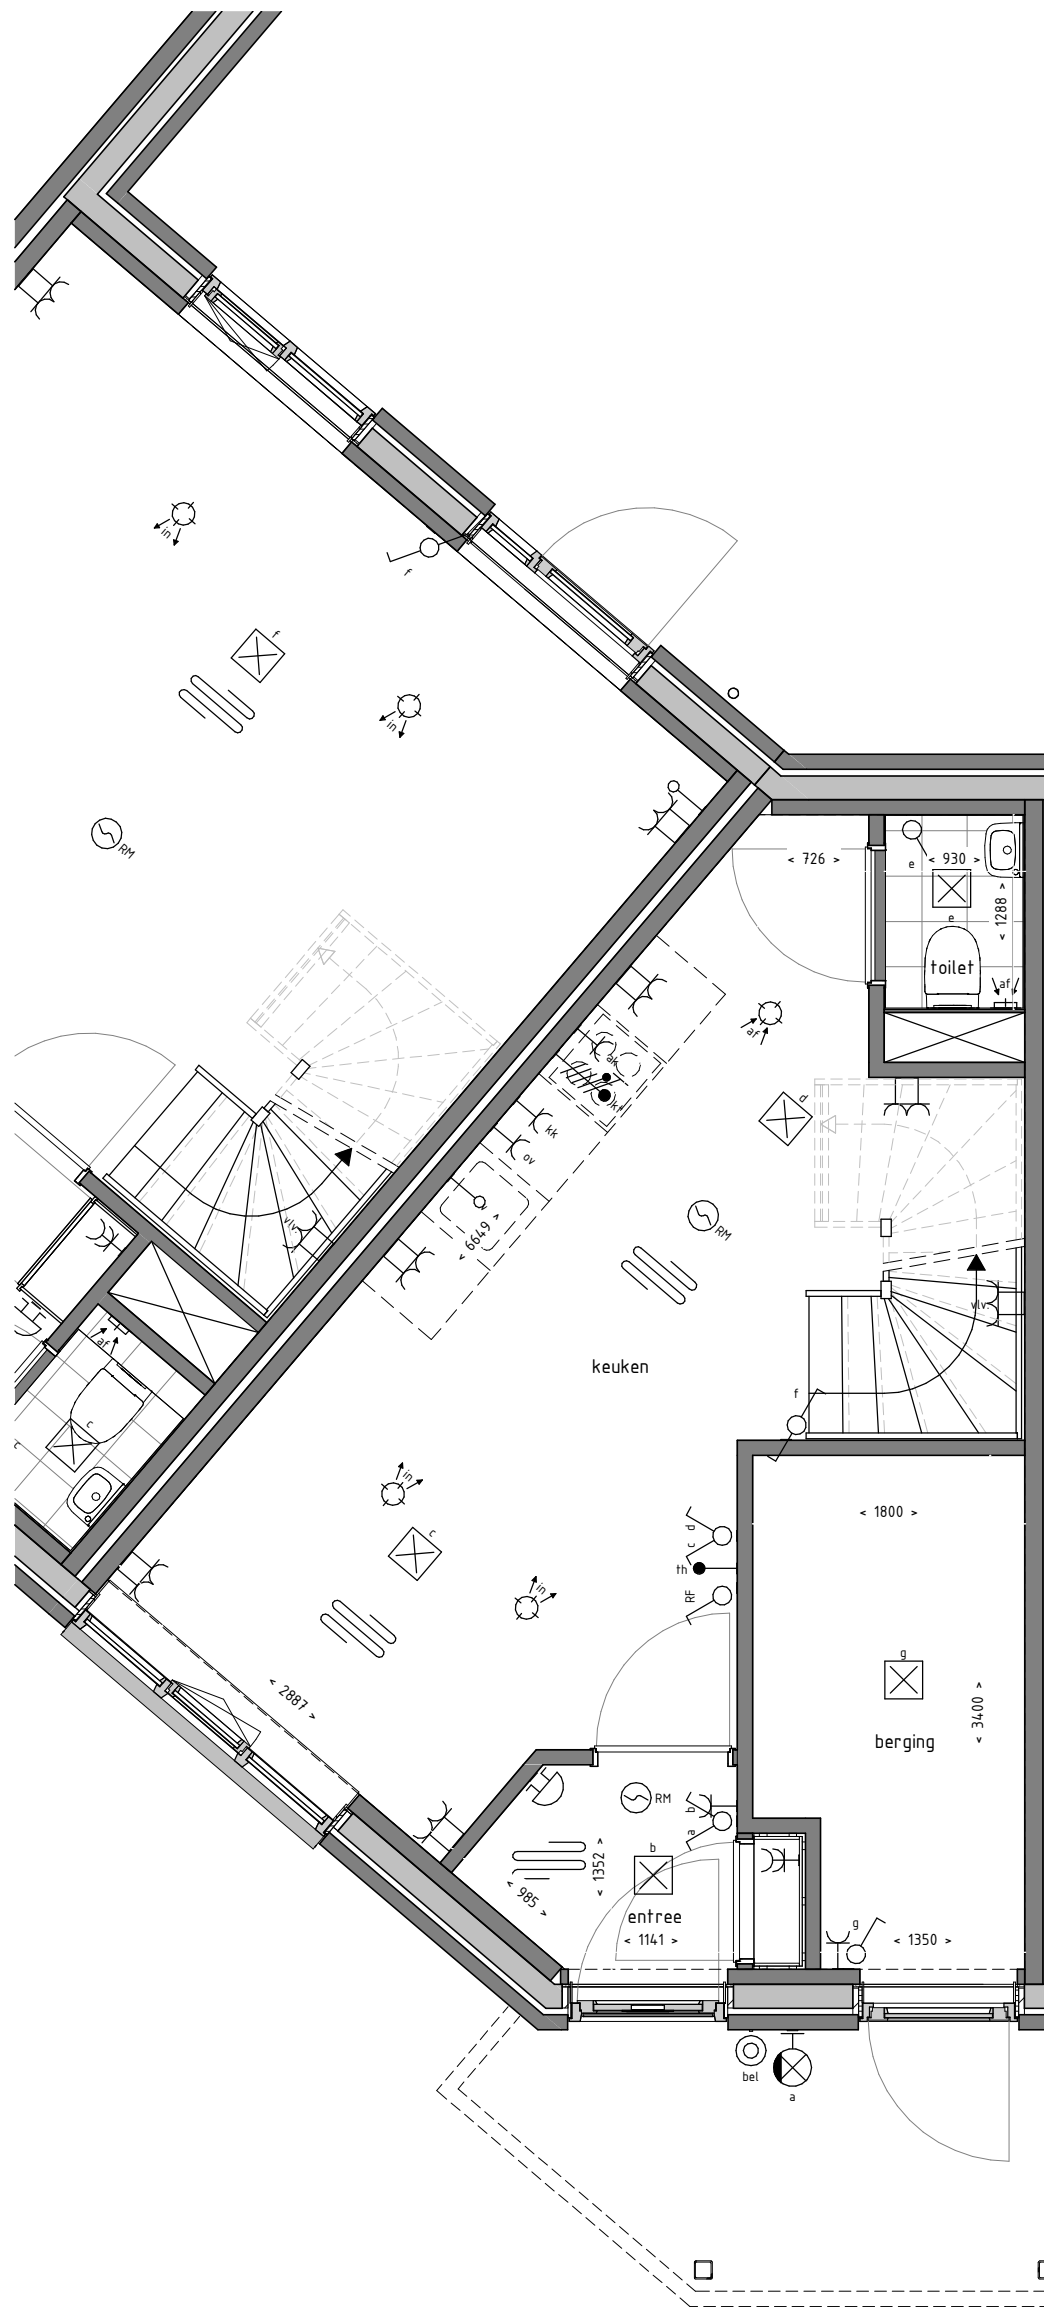 in
f
f
in
RM
< 726 >
e
< 930 >
e
< 1288 >
toilet
af
af
ak
kk
ov
d
RM
< 6649 >
vlv.
vlv.
keuken
f
af
c
c
in
c
d
c
th
RF
in
< 1800 >
< 2887 >
g
berging
< 3400 >
RM
b
a
b
< 1352 >
< 985 >
entree
< 1141 >
g
< 1350 >
bel
a